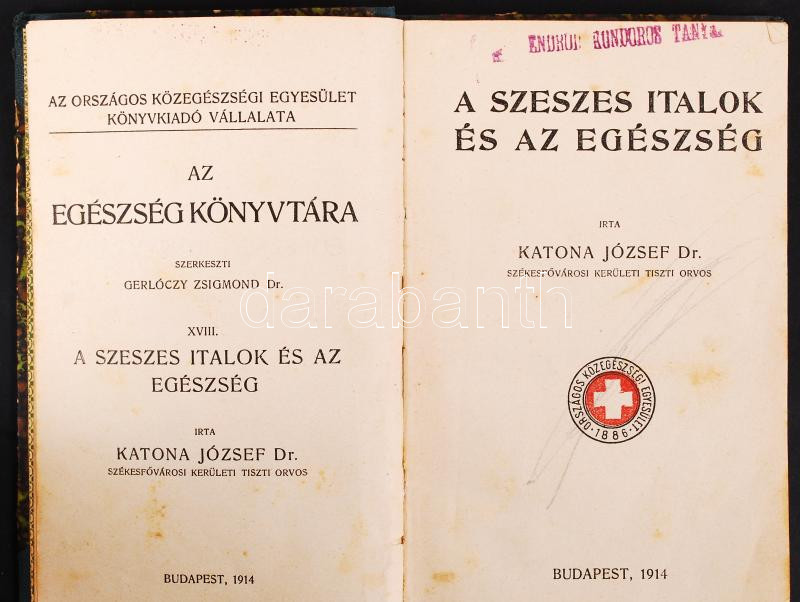 AZ ORSZÁGOS KÖZEGÉSZSÉGI EGYESÜLET
KÖNYVKIADÓ VÁLLALATA
AZ
EGÉSZSÉG KÖNYVTÁRA
SZERKESZTI
GERLÓCZY ZSIGMOND Dr.
XVIII.
A SZESZES ITALOK ÉS AZ
EGÉSZSÉG
IRTA
KATONA JÓZSEF Dr.
SZÉKESFŐVÁROSI KERÜLETI TISZTI ORVOS
BUDAPEST, 1914
KONDOROS TANYA
A SZESZES ITALOK
ÉS AZ EGÉSZSÉG
IRTA
KATONA JÓZSEF Dr.
SZÉKESFŐVÁROSI KERÜLETI TISZTI ORVOS
ORSZÁGOS KÖZEGÉSZSÉGI EGYESÜLET
· 1886 ·
BUDAPEST, 1914
darabanth